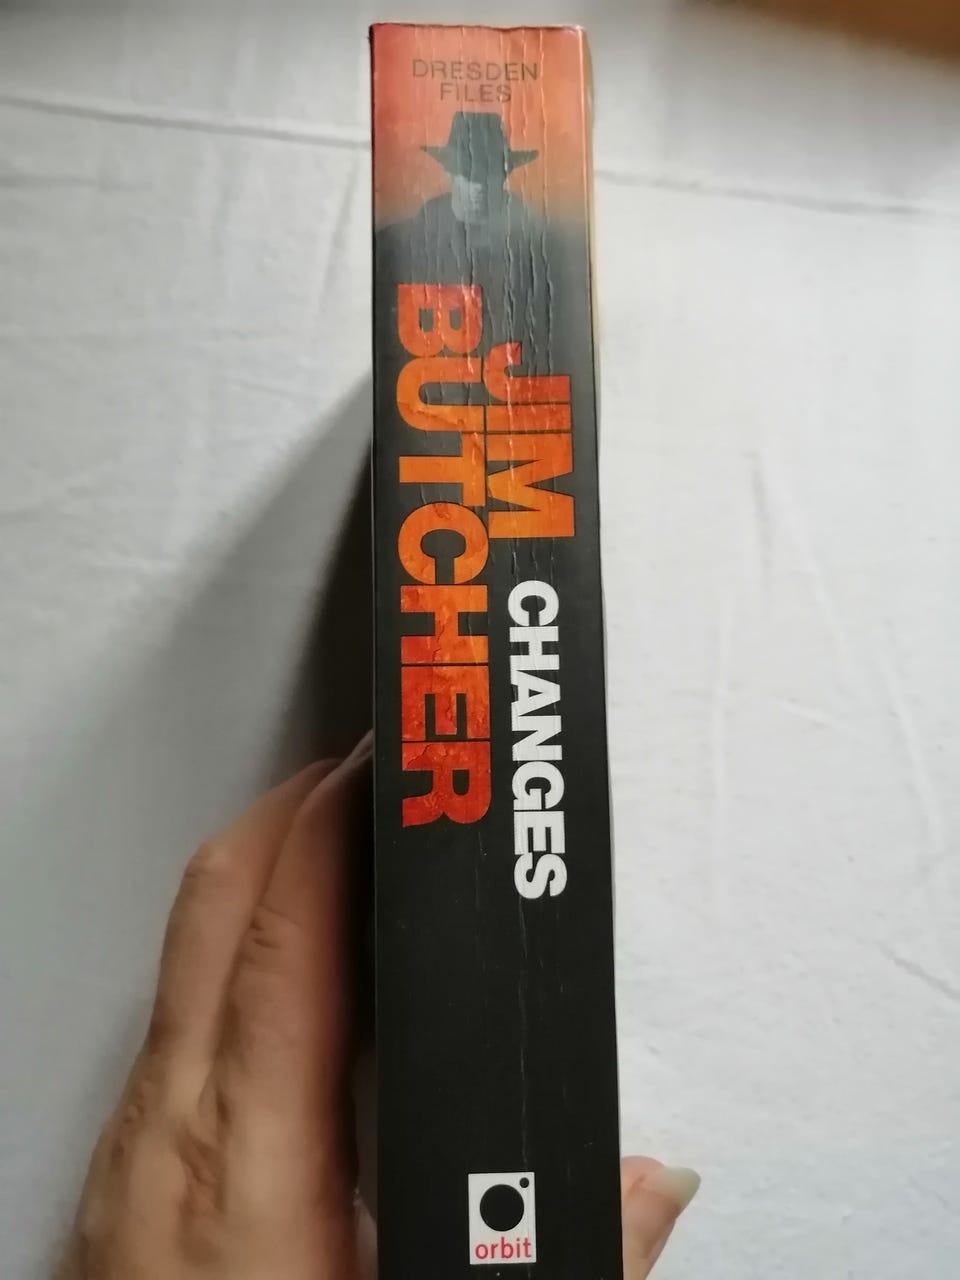 DRESDEN
FILES
JIM
BUTCHER
CHANGES
orbit